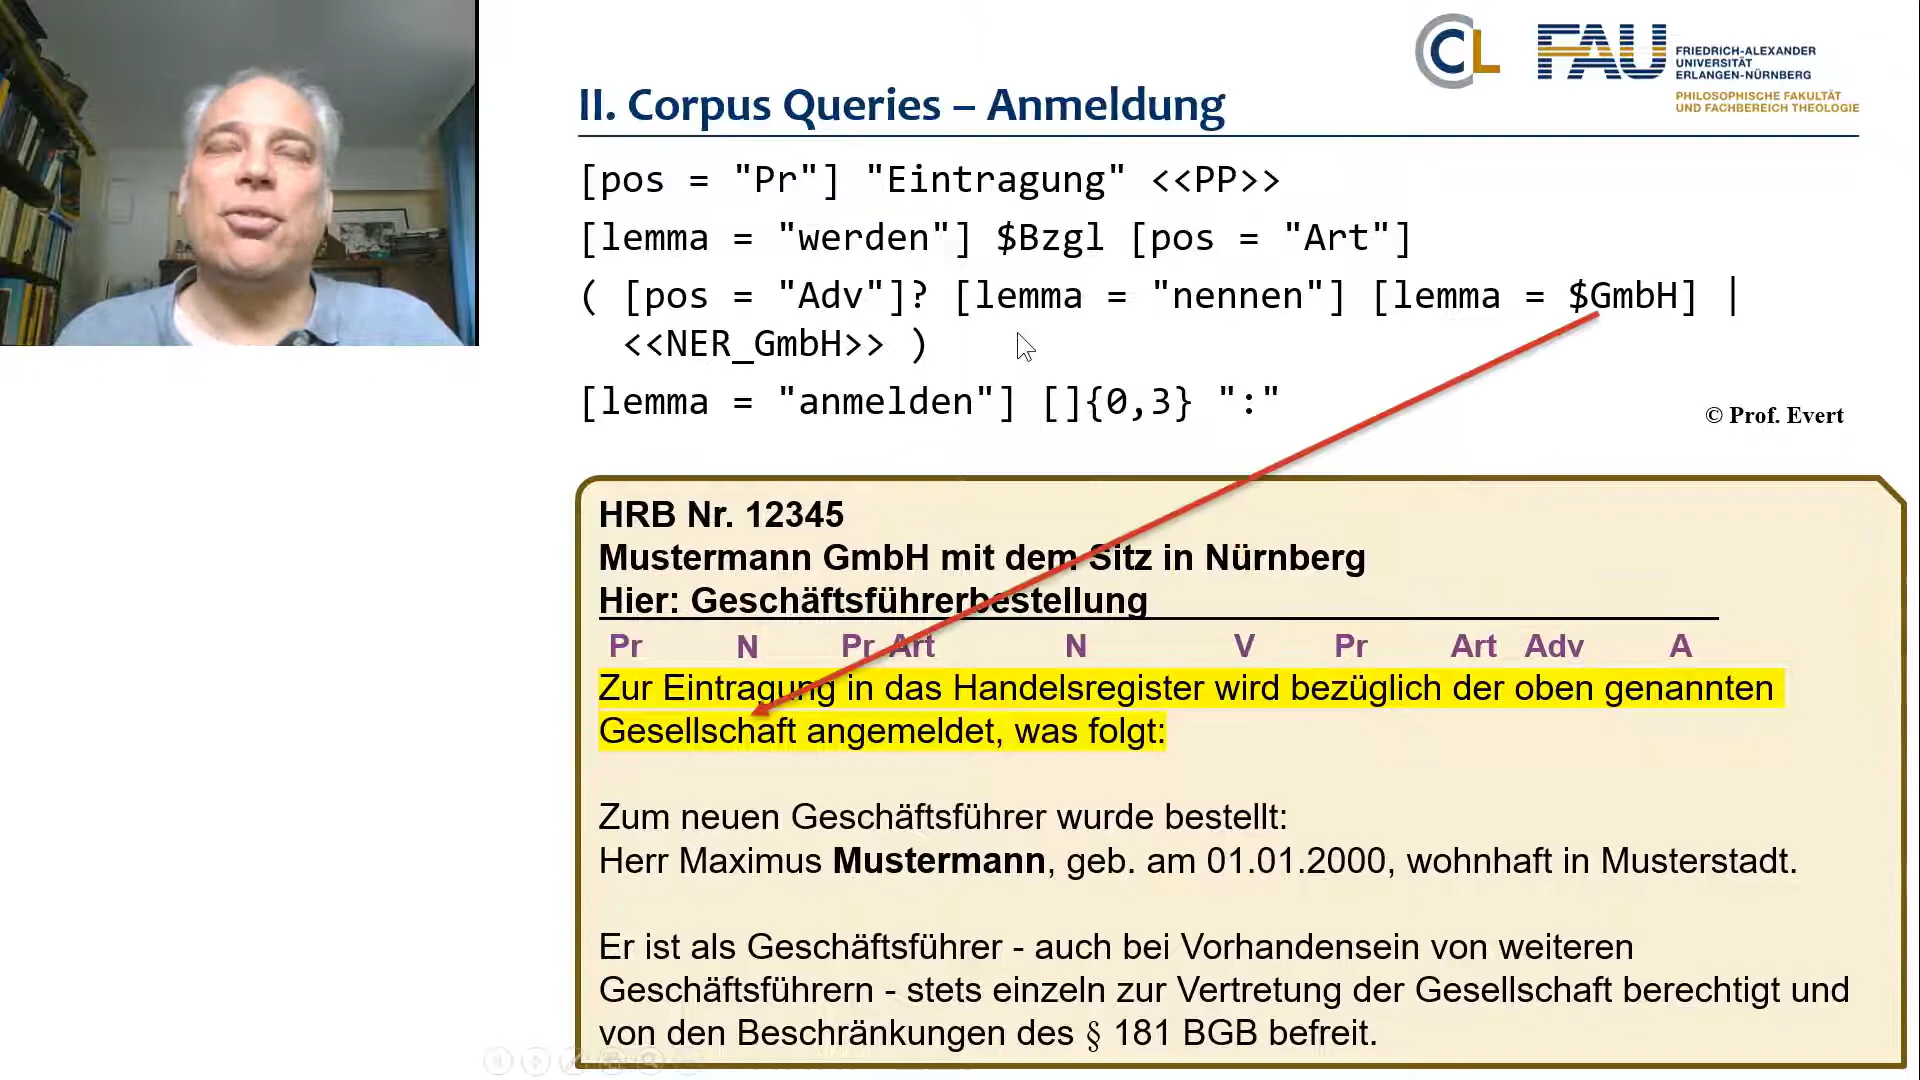 CL
FAU
FRIEDRICH-ALEXANDER
UNIVERSITÄT
ERLANGEN-NÜRNBERG
PHILOSOPHISCHE FAKULTÄT
UND FACHBEREICH THEOLOGIE
II. Corpus Queries – Anmeldung
[pos = "Pr"] "Eintragung" <<PP>>
[lemma = "werden"] $Bzgl [pos = "Art"]
( [pos = "Adv"]? [lemma = "nennen"] [lemma = $GmbH] |
<<NER_GmbH>> )
[lemma = "anmelden"] []{0,3} ":"
© Prof. Evert
HRB Nr. 12345
Mustermann GmbH mit dem Sitz in Nürnberg
Hier: Geschäftsführerbestellung
Pr N Pr Art N V Pr Art Adv A
Zur Eintragung in das Handelsregister wird bezüglich der oben genannten
Gesellschaft angemeldet, was folgt:
Zum neuen Geschäftsführer wurde bestellt:
Herr Maximus Mustermann, geb. am 01.01.2000, wohnhaft in Musterstadt.
Er ist als Geschäftsführer - auch bei Vorhandensein von weiteren
Geschäftsführern - stets einzeln zur Vertretung der Gesellschaft berechtigt und
von den Beschränkungen des § 181 BGB befreit.